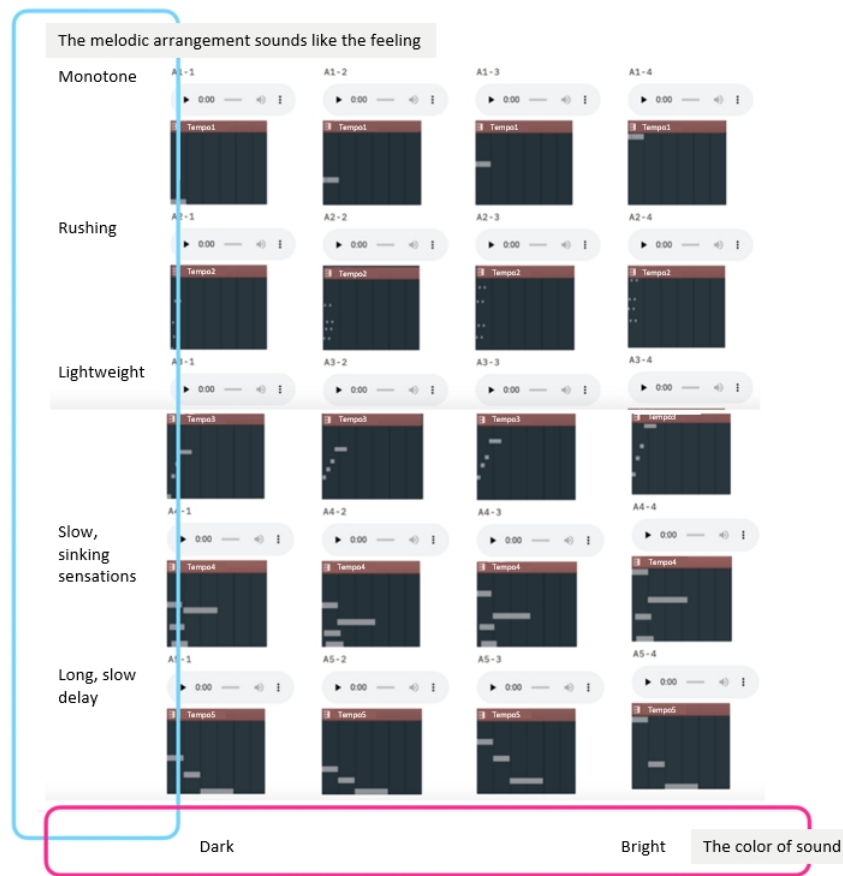 The melodic arrangement sounds like the feeling
Monotone
A1-1 A1-2 A1-3 A1-4
0:00 0:00 0:00 0:00
Tempo1 Tempo1 Tempo1 Tempo1
Rushing
A2-1 A2-2 A2-3 A2-4
0:00 0:00 0:00 0:00
Tempo2 Tempo2 Tempo2 Tempo2
Lightweight
A3-1 A3-2 A3-3 A3-4
0:00 0:00 0:00 0:00
Tempo3 Tempo3 Tempo3 Tempo3
Slow,
sinking
sensations
A4-1 A4-2 A4-3 A4-4
0:00 0:00 0:00 0:00
Tempo4 Tempo4 Tempo4 Tempo4
Long, slow
delay
A5-1 A5-2 A5-3 A5-4
0:00 0:00 0:00 0:00
Tempo5 Tempo5 Tempo5 Tempo5
Dark Bright The color of sound